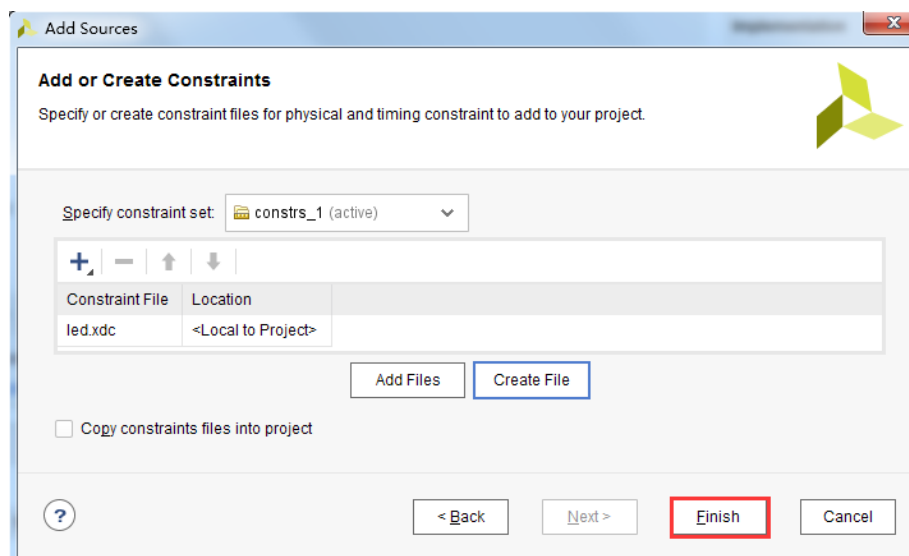 Add Sources
Implementation
Add or Create Constraints
Specify or create constraint files for physical and timing constraint to add to your project.
Specify constraint set: constrs_1 (active)
Constraint File Location
led.xdc <Local to Project>
Add Files Create File
Copy constraints files into project
? < Back Next > Finish Cancel